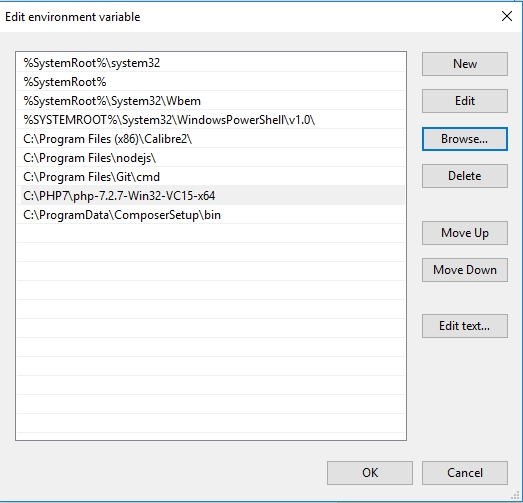 Edit environment variable
%SystemRoot%\system32
%SystemRoot%
%SystemRoot%\System32\Wbem
%SYSTEMROOT%\System32\WindowsPowerShell\v1.0\
C:\Program Files (x86)\Calibre2\
C:\Program Files\nodejs\
C:\Program Files\Git\cmd
C:\PHP7\php-7.2.7-Win32-VC15-x64
C:\ProgramData\ComposerSetup\bin
New
Edit
Browse...
Delete
Move Up
Move Down
Edit text...
OK
Cancel